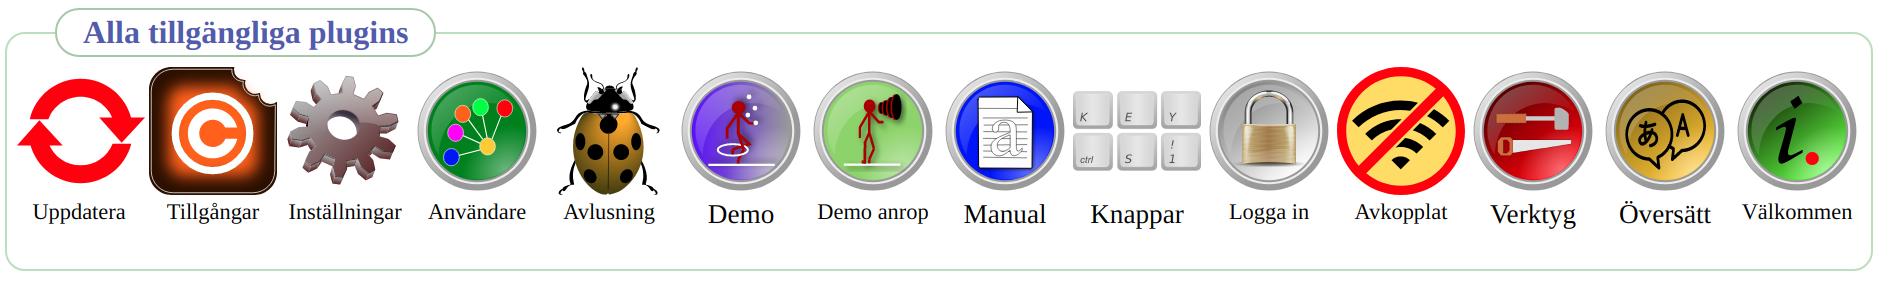 Alla tillgängliga plugins
K E Y
ctrl S ! 1
あ A
a
i
Uppdatera Tillgångar Inställningar Användare Avlusning Demo Demo anrop Manual Knappar Logga in Avkopplat Verktyg Översätt Välkommen